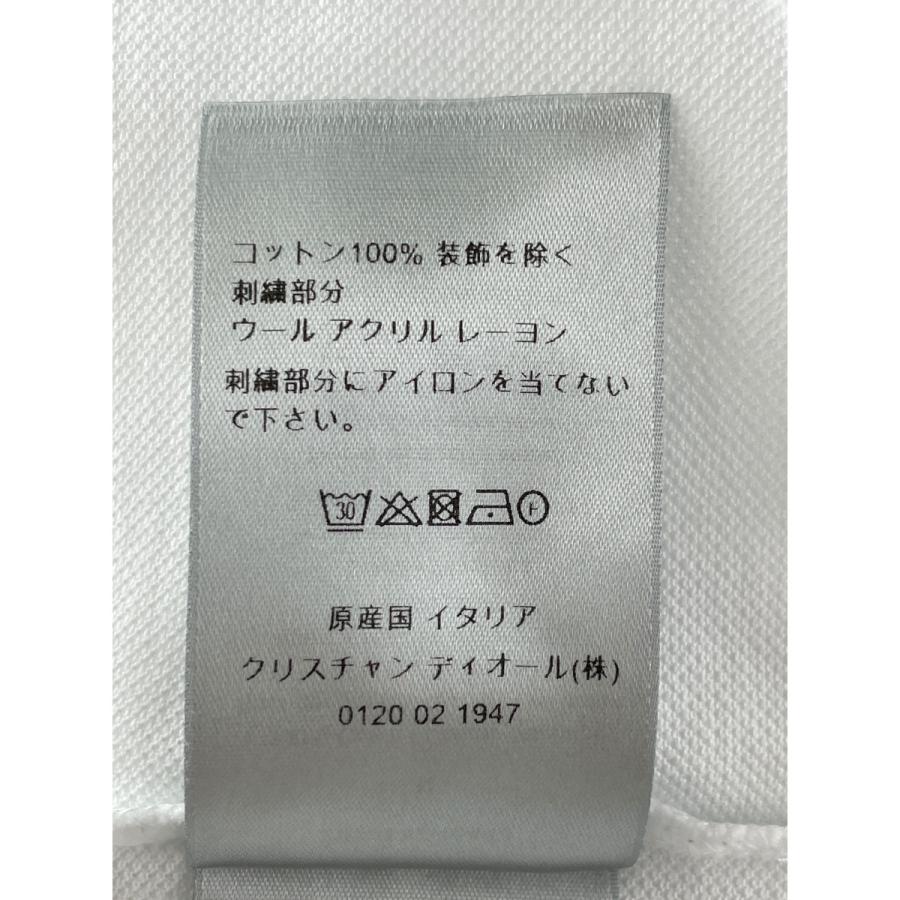 コットン100% 装飾を除く
刺繍部分
ウール アクリル レーヨン
刺繍部分にアイロンを当てない
で下さい。
30 F
原産国 イタリア
クリスチャン ディオール(株)
0120 02 1947